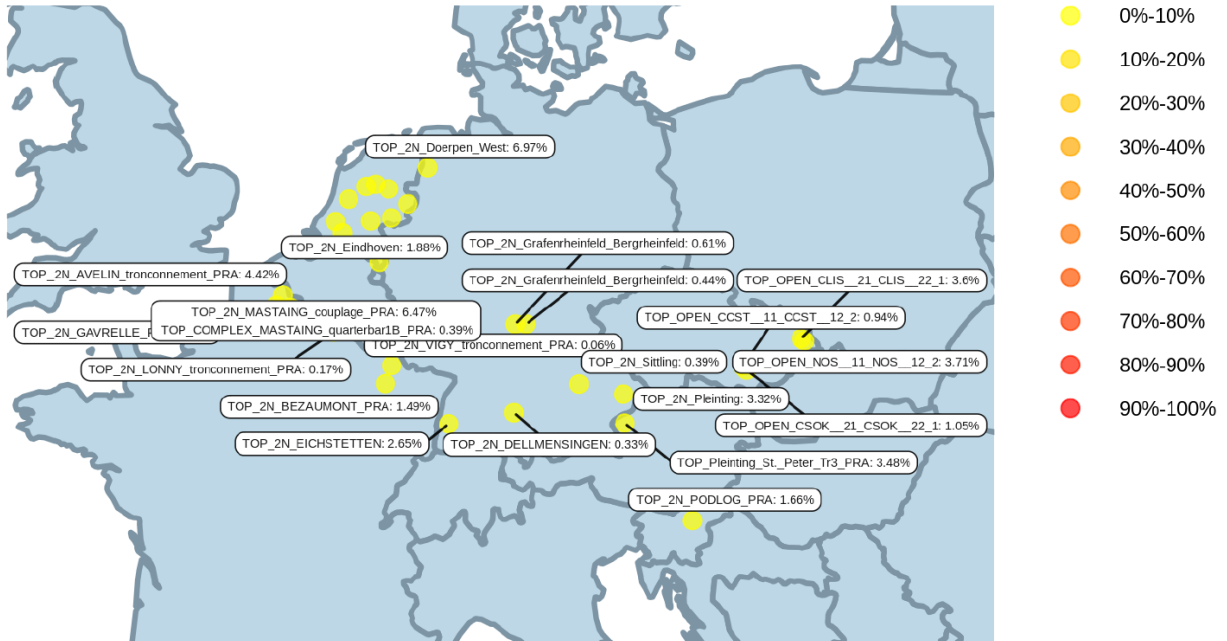 0%-10%
10%-20%
20%-30%
30%-40%
40%-50%
50%-60%
60%-70%
70%-80%
80%-90%
90%-100%
TOP_2N_Doerpen_West: 6.97%
TOP_2N_Eindhoven: 1.88%
TOP_2N_Grafenrheinfeld_Bergrheinfeld: 0.61%
TOP_2N_AVELIN_tronconnement_PRA: 4.42%
TOP_2N_Grafenrheinfeld_Bergrheinfeld: 0.44%
TOP_OPEN_CLIS__21_CLIS__22_1: 3.6%
TOP_2N_MASTAING_couplage_PRA: 6.47%
TOP_COMPLEX_MASTAING_quarterbar1B_PRA: 0.39%
TOP_OPEN_CCST__11_CCST__12_2: 0.94%
TOP_2N_GAVRELLE_
TOP_2N_VIGY_tronconnement_PRA: 0.06%
TOP_2N_Sittling: 0.39%
TOP_OPEN_NOS__11_NOS__12_2: 3.71%
TOP_2N_LONNY_tronconnement_PRA: 0.17%
TOP_2N_Pleinting: 3.32%
TOP_2N_BEZAUMONT_PRA: 1.49%
TOP_OPEN_CSOK__21_CSOK__22_1: 1.05%
TOP_2N_EICHSTETTEN: 2.65%
TOP_2N_DELLMENSINGEN: 0.33%
TOP_Pleinting_St._Peter_Tr3_PRA: 3.48%
TOP_2N_PODLOG_PRA: 1.66%